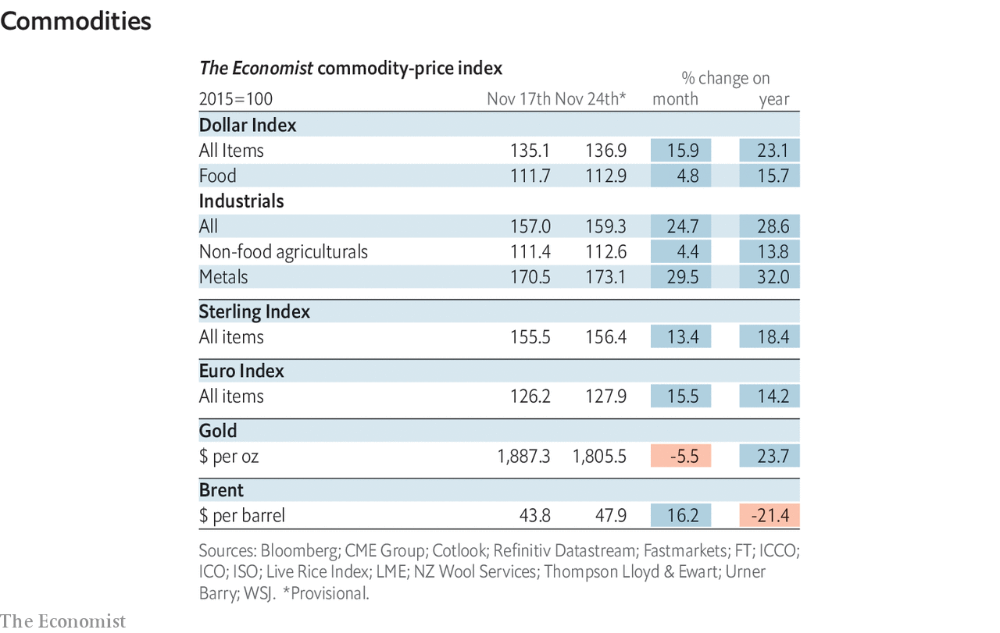 Commodities
The Economist commodity-price index
% change on
2015=100 Nov 17th Nov 24th* month year
Dollar Index
All Items 135.1 136.9 15.9 23.1
Food 111.7 112.9 4.8 15.7
Industrials
All 157.0 159.3 24.7 28.6
Non-food agriculturals 111.4 112.6 4.4 13.8
Metals 170.5 173.1 29.5 32.0
Sterling Index
All items 155.5 156.4 13.4 18.4
Euro Index
All items 126.2 127.9 15.5 14.2
Gold
$ per oz 1,887.3 1,805.5 -5.5 23.7
Brent
$ per barrel 43.8 47.9 16.2 -21.4
Sources: Bloomberg; CME Group; Cotlook; Refinitiv Datastream; Fastmarkets; FT; ICCO;
ICO; ISO; Live Rice Index; LME; NZ Wool Services; Thompson Lloyd & Ewart; Urner
Barry; WSJ. *Provisional.
The Economist